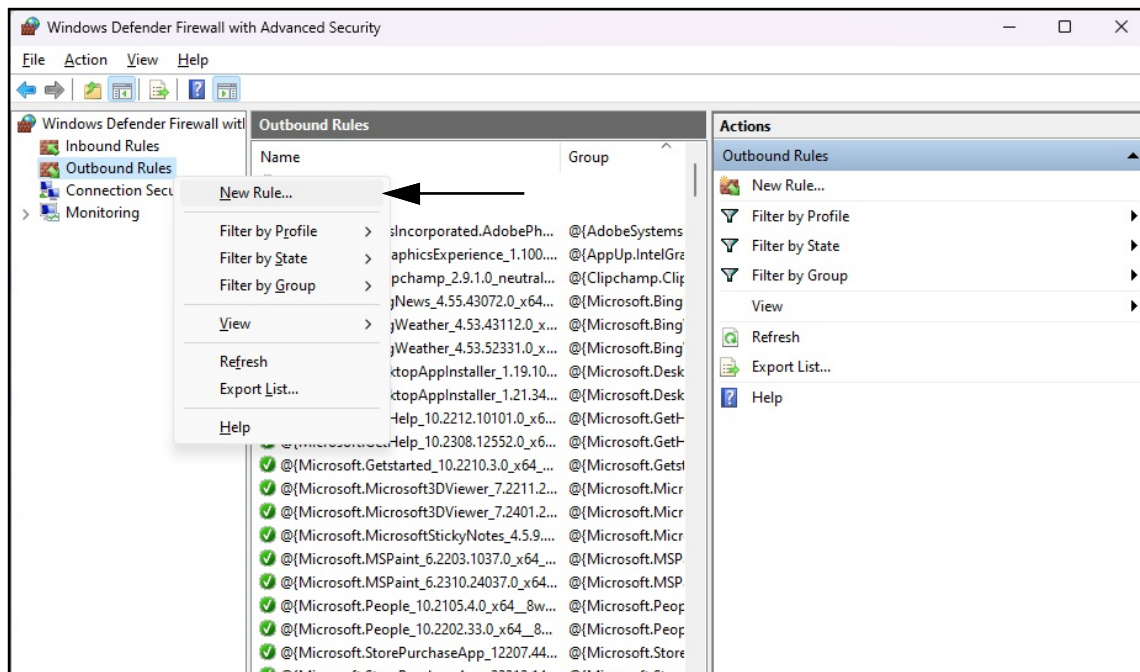 Windows Defender Firewall with Advanced Security
File Action View Help
Windows Defender Firewall witl
Inbound Rules
Outbound Rules
Connection Secu
Monitoring
New Rule...
Filter by Profile
Filter by State
Filter by Group
View
Refresh
Export List...
Help
Outbound Rules
Name Group
sIncorporated.AdobePh... @{AdobeSystems
aphicsExperience_1.100.... @{AppUp.IntelGra
pchamp_2.9.1.0_neutral... @{Clipchamp.Clip
gNews_4.55.43072.0_x64... @{Microsoft.Bing
gWeather_4.53.43112.0_x... @{Microsoft.Bing
gWeather_4.53.52331.0_x... @{Microsoft.Bing
ktopAppInstaller_1.19.10... @{Microsoft.Desk
ktopAppInstaller_1.21.34... @{Microsoft.Desk
Help_10.2212.10101.0_x6... @{Microsoft.GetH
Help_10.2308.12552.0_x6... @{Microsoft.GetH
@{Microsoft.Getstarted_10.2210.3.0_x64_... @{Microsoft.Getst
@{Microsoft.Microsoft3DViewer_7.2211.2... @{Microsoft.Micr
@{Microsoft.Microsoft3DViewer_7.2401.2... @{Microsoft.Micr
@{Microsoft.MicrosoftStickyNotes_4.5.9.... @{Microsoft.Micr
@{Microsoft.MSPaint_6.2203.1037.0_x64_... @{Microsoft.MSP
@{Microsoft.MSPaint_6.2310.24037.0_x64... @{Microsoft.MSP
@{Microsoft.People_10.2105.4.0_x64__8w... @{Microsoft.Peop
@{Microsoft.People_10.2202.33.0_x64__8... @{Microsoft.Peop
@{Microsoft.StorePurchaseApp_12207.44... @{Microsoft.Store
Actions
Outbound Rules
New Rule...
Filter by Profile
Filter by State
Filter by Group
View
Refresh
Export List...
Help